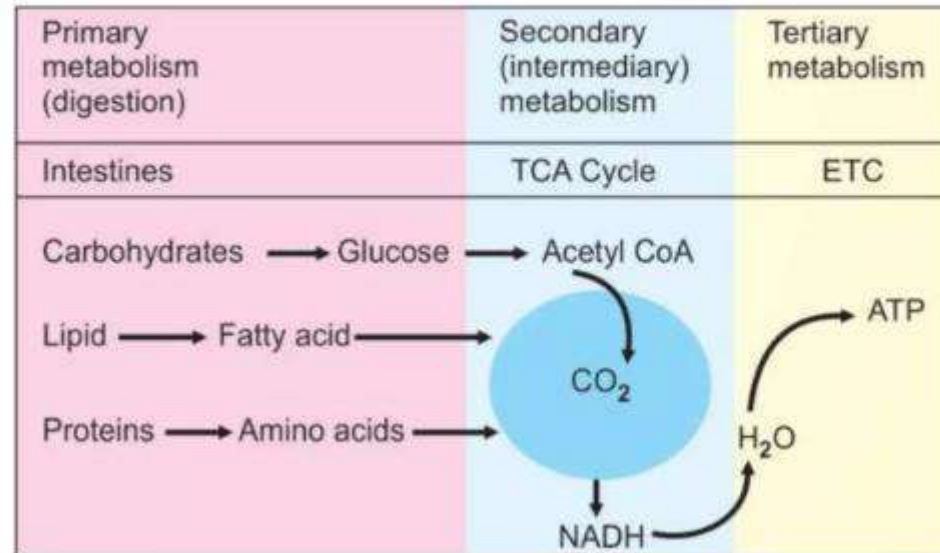 Primary
metabolism
(digestion)
Secondary
(intermediary)
metabolism
Tertiary
metabolism
Intestines
TCA Cycle
ETC
Carbohydrates Glucose Acetyl CoA
Lipid Fatty acid
ATP
CO2
Proteins Amino acids
H2O
NADH